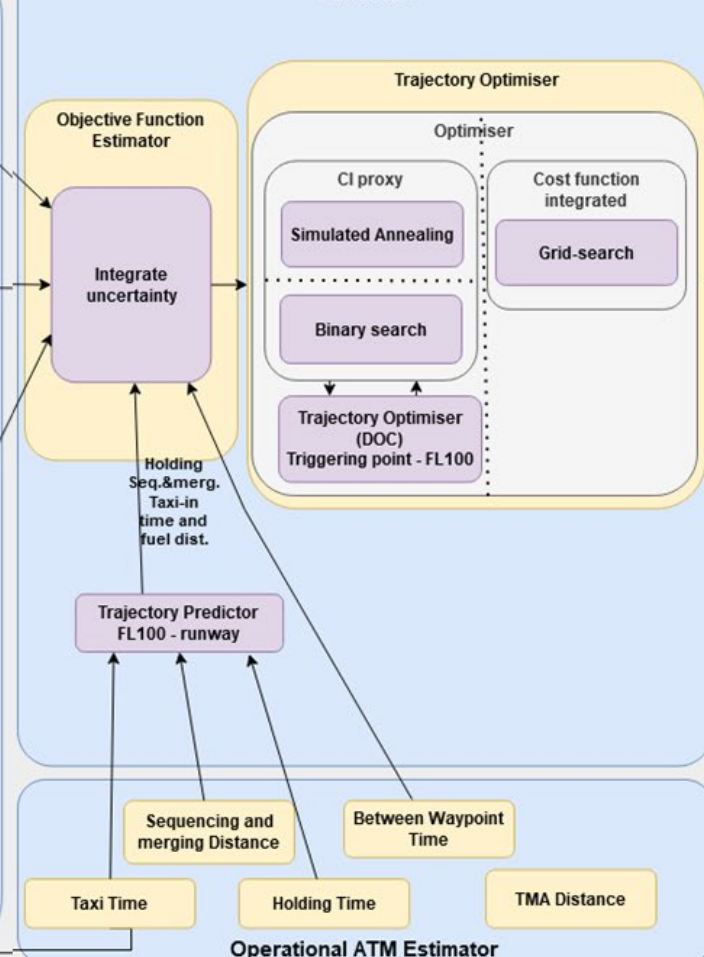 Trajectory Optimiser
Objective Function
Estimator
Optimiser
CI proxy
Cost function
integrated
Simulated Annealing
Grid-search
Integrate
uncertainty
Binary search
Trajectory Optimiser
(DOC)
Triggering point - FL100
Holding
Seq.&merg.
Taxi-in
time and
fuel dist.
Trajectory Predictor
FL100 - runway
Sequencing and
merging Distance
Between Waypoint
Time
Taxi Time
Holding Time
TMA Distance
Operational ATM Estimator